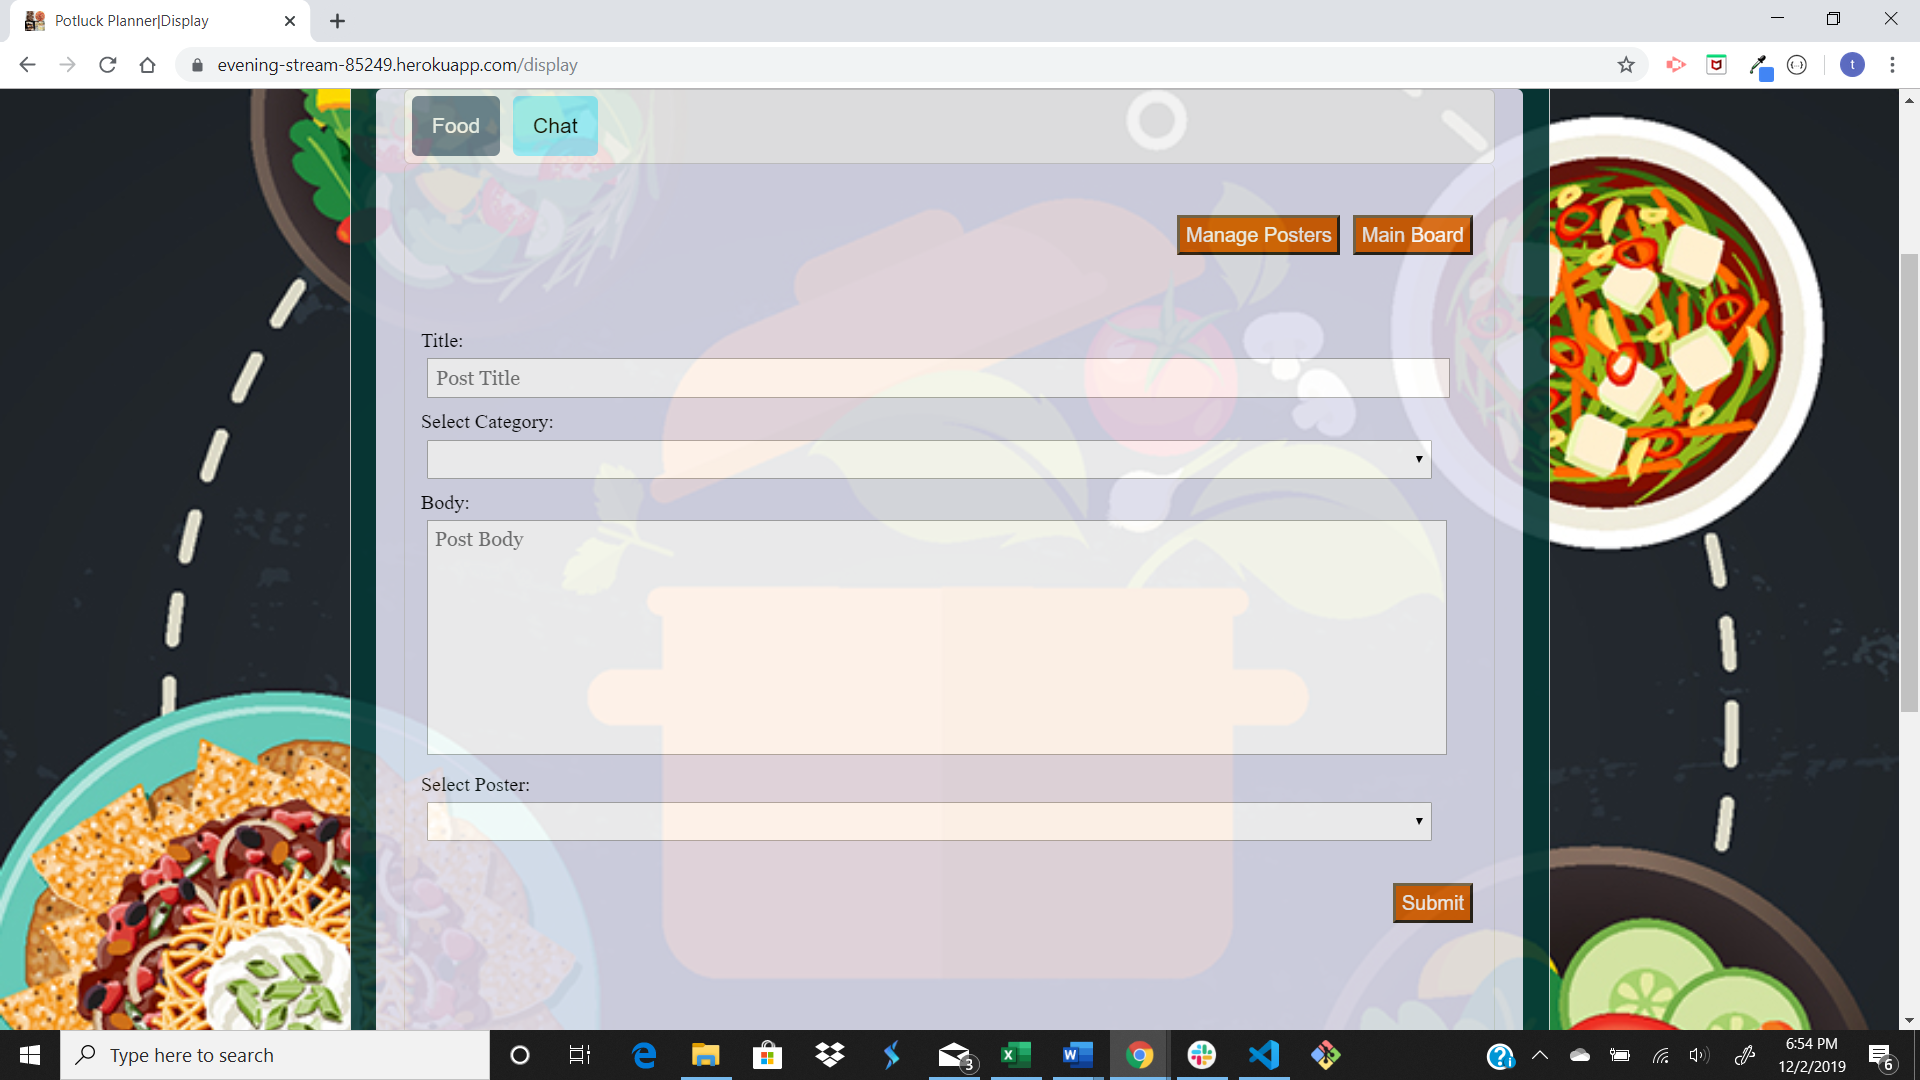 Potluck Planner|Display
evening-stream-85249.herokuapp.com/display
t
Food
Chat
Manage Posters
Main Board
Title:
Post Title
Select Category:
Body:
Post Body
Select Poster:
Submit
Type here to search
3
6:54 PM
12/2/2019
6